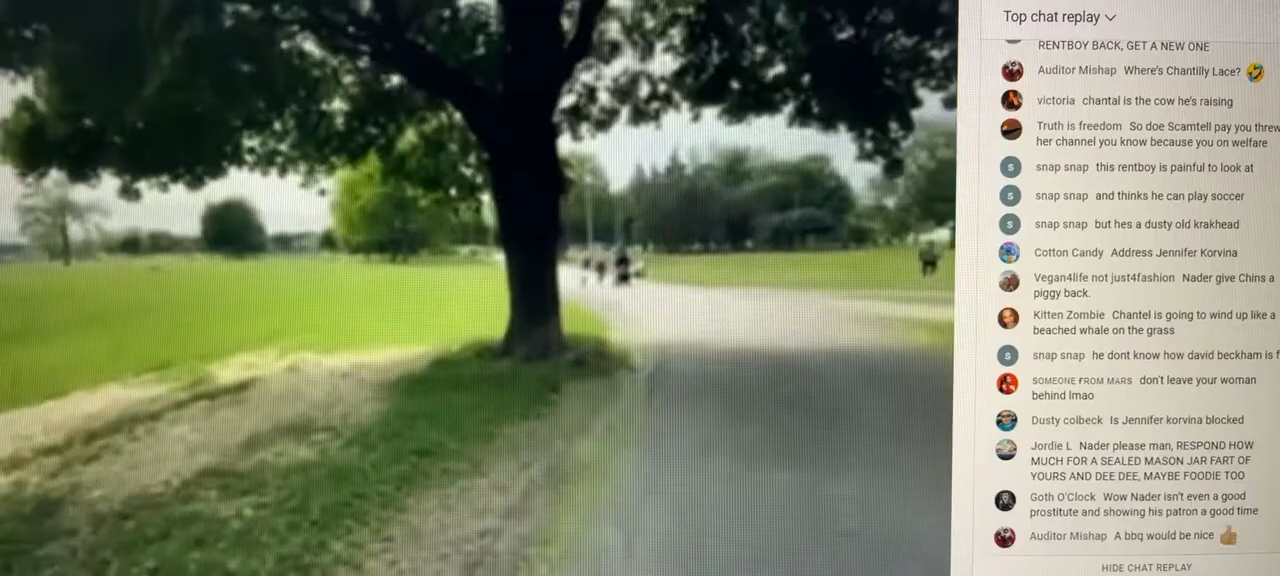 Top chat replay
RENTBOY BACK, GET A NEW ONE
Auditor Mishap Where's Chantilly Lace? 🤣
victoria chantal is the cow he's raising
Truth is freedom So doe Scamtell pay you threw
her channel you know because you on welfare
S snap snap this rentboy is painful to look at
S snap snap and thinks he can play soccer
S snap snap but hes a dusty old krakhead
Cotton Candy Address Jennifer Korvina
Vegan4life not just4fashion Nader give Chins a
piggy back.
Kitten Zombie Chantel is going to wind up like a
beached whale on the grass
S snap snap he dont know how david beckham is
SOMEONE FROM MARS don't leave your woman
behind lmao
Dusty colbeck Is Jennifer korvina blocked
Jordie L Nader please man, RESPOND HOW
MUCH FOR A SEALED MASON JAR FART OF
YOURS AND DEE DEE, MAYBE FOODIE TOO
Goth O'Clock Wow Nader isn't even a good
prostitute and showing his patron a good time
Auditor Mishap A bbq would be nice 👍
HIDE CHAT REPLAY